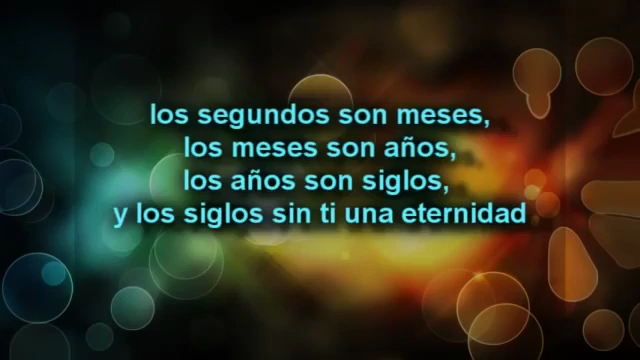 los segundos son meses,
los meses son años,
los años son siglos,
y los siglos sin ti una eternidad